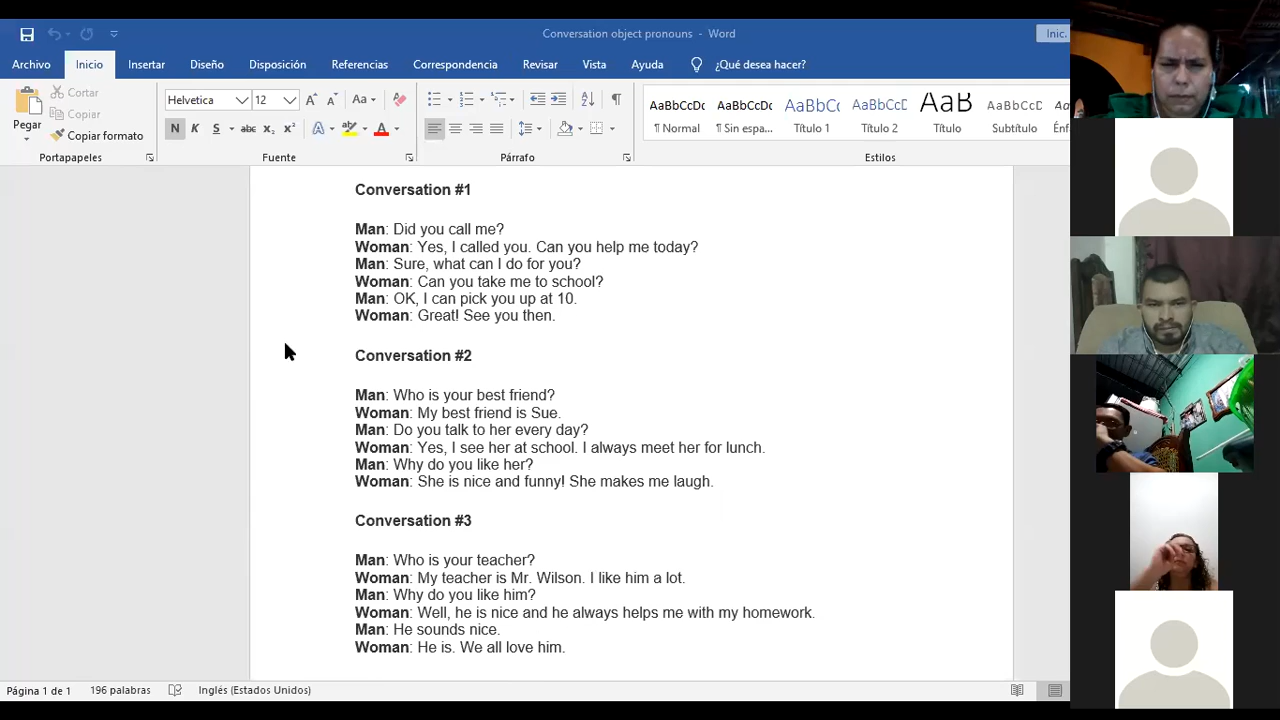 Conversation object pronouns - Word
Inic.
Archivo Inicio Insertar Diseño Disposición Referencias Correspondencia Revisar Vista Ayuda ¿Qué desea hacer?
Pegar
Cortar
Copiar
Copiar formato
Portapapeles
Helvetica 12
Aa
N K S abc x₂ x²
Fuente
Párrafo
AaBbCcDc AaBbCcDc AaBbCc AaBbCcD AaB AaBbCcD
¶ Normal ¶ Sin espa... Título 1 Título 2 Título Subtítulo
Estilos
Conversation #1
Man: Did you call me?
Woman: Yes, I called you. Can you help me today?
Man: Sure, what can I do for you?
Woman: Can you take me to school?
Man: OK, I can pick you up at 10.
Woman: Great! See you then.
Conversation #2
Man: Who is your best friend?
Woman: My best friend is Sue.
Man: Do you talk to her every day?
Woman: Yes, I see her at school. I always meet her for lunch.
Man: Why do you like her?
Woman: She is nice and funny! She makes me laugh.
Conversation #3
Man: Who is your teacher?
Woman: My teacher is Mr. Wilson. I like him a lot.
Man: Why do you like him?
Woman: Well, he is nice and he always helps me with my homework.
Man: He sounds nice.
Woman: He is. We all love him.
Página 1 de 1 196 palabras Inglés (Estados Unidos)